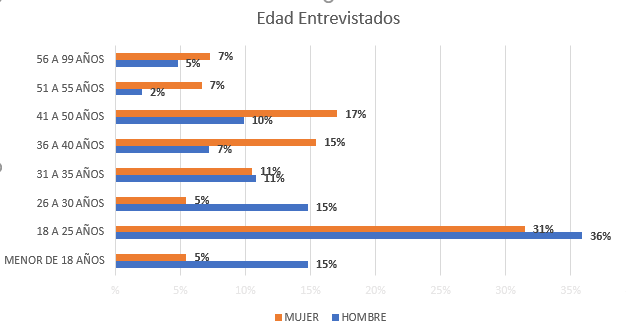 Edad Entrevistados
56 A 99 AÑOS 7% 5%
51 A 55 AÑOS 7% 2%
41 A 50 AÑOS 17% 10%
36 A 40 AÑOS 15% 7%
31 A 35 AÑOS 11% 11%
26 A 30 AÑOS 5% 15%
18 A 25 AÑOS 31% 36%
MENOR DE 18 AÑOS 5% 15%
% 5% 10% 15% 20% 25% 30% 35%
MUJER HOMBRE